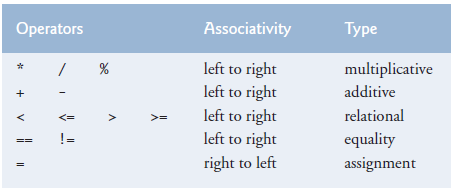 Operators Associativity Type
* / % left to right multiplicative
+ - left to right additive
< <= > >= left to right relational
== != left to right equality
= right to left assignment